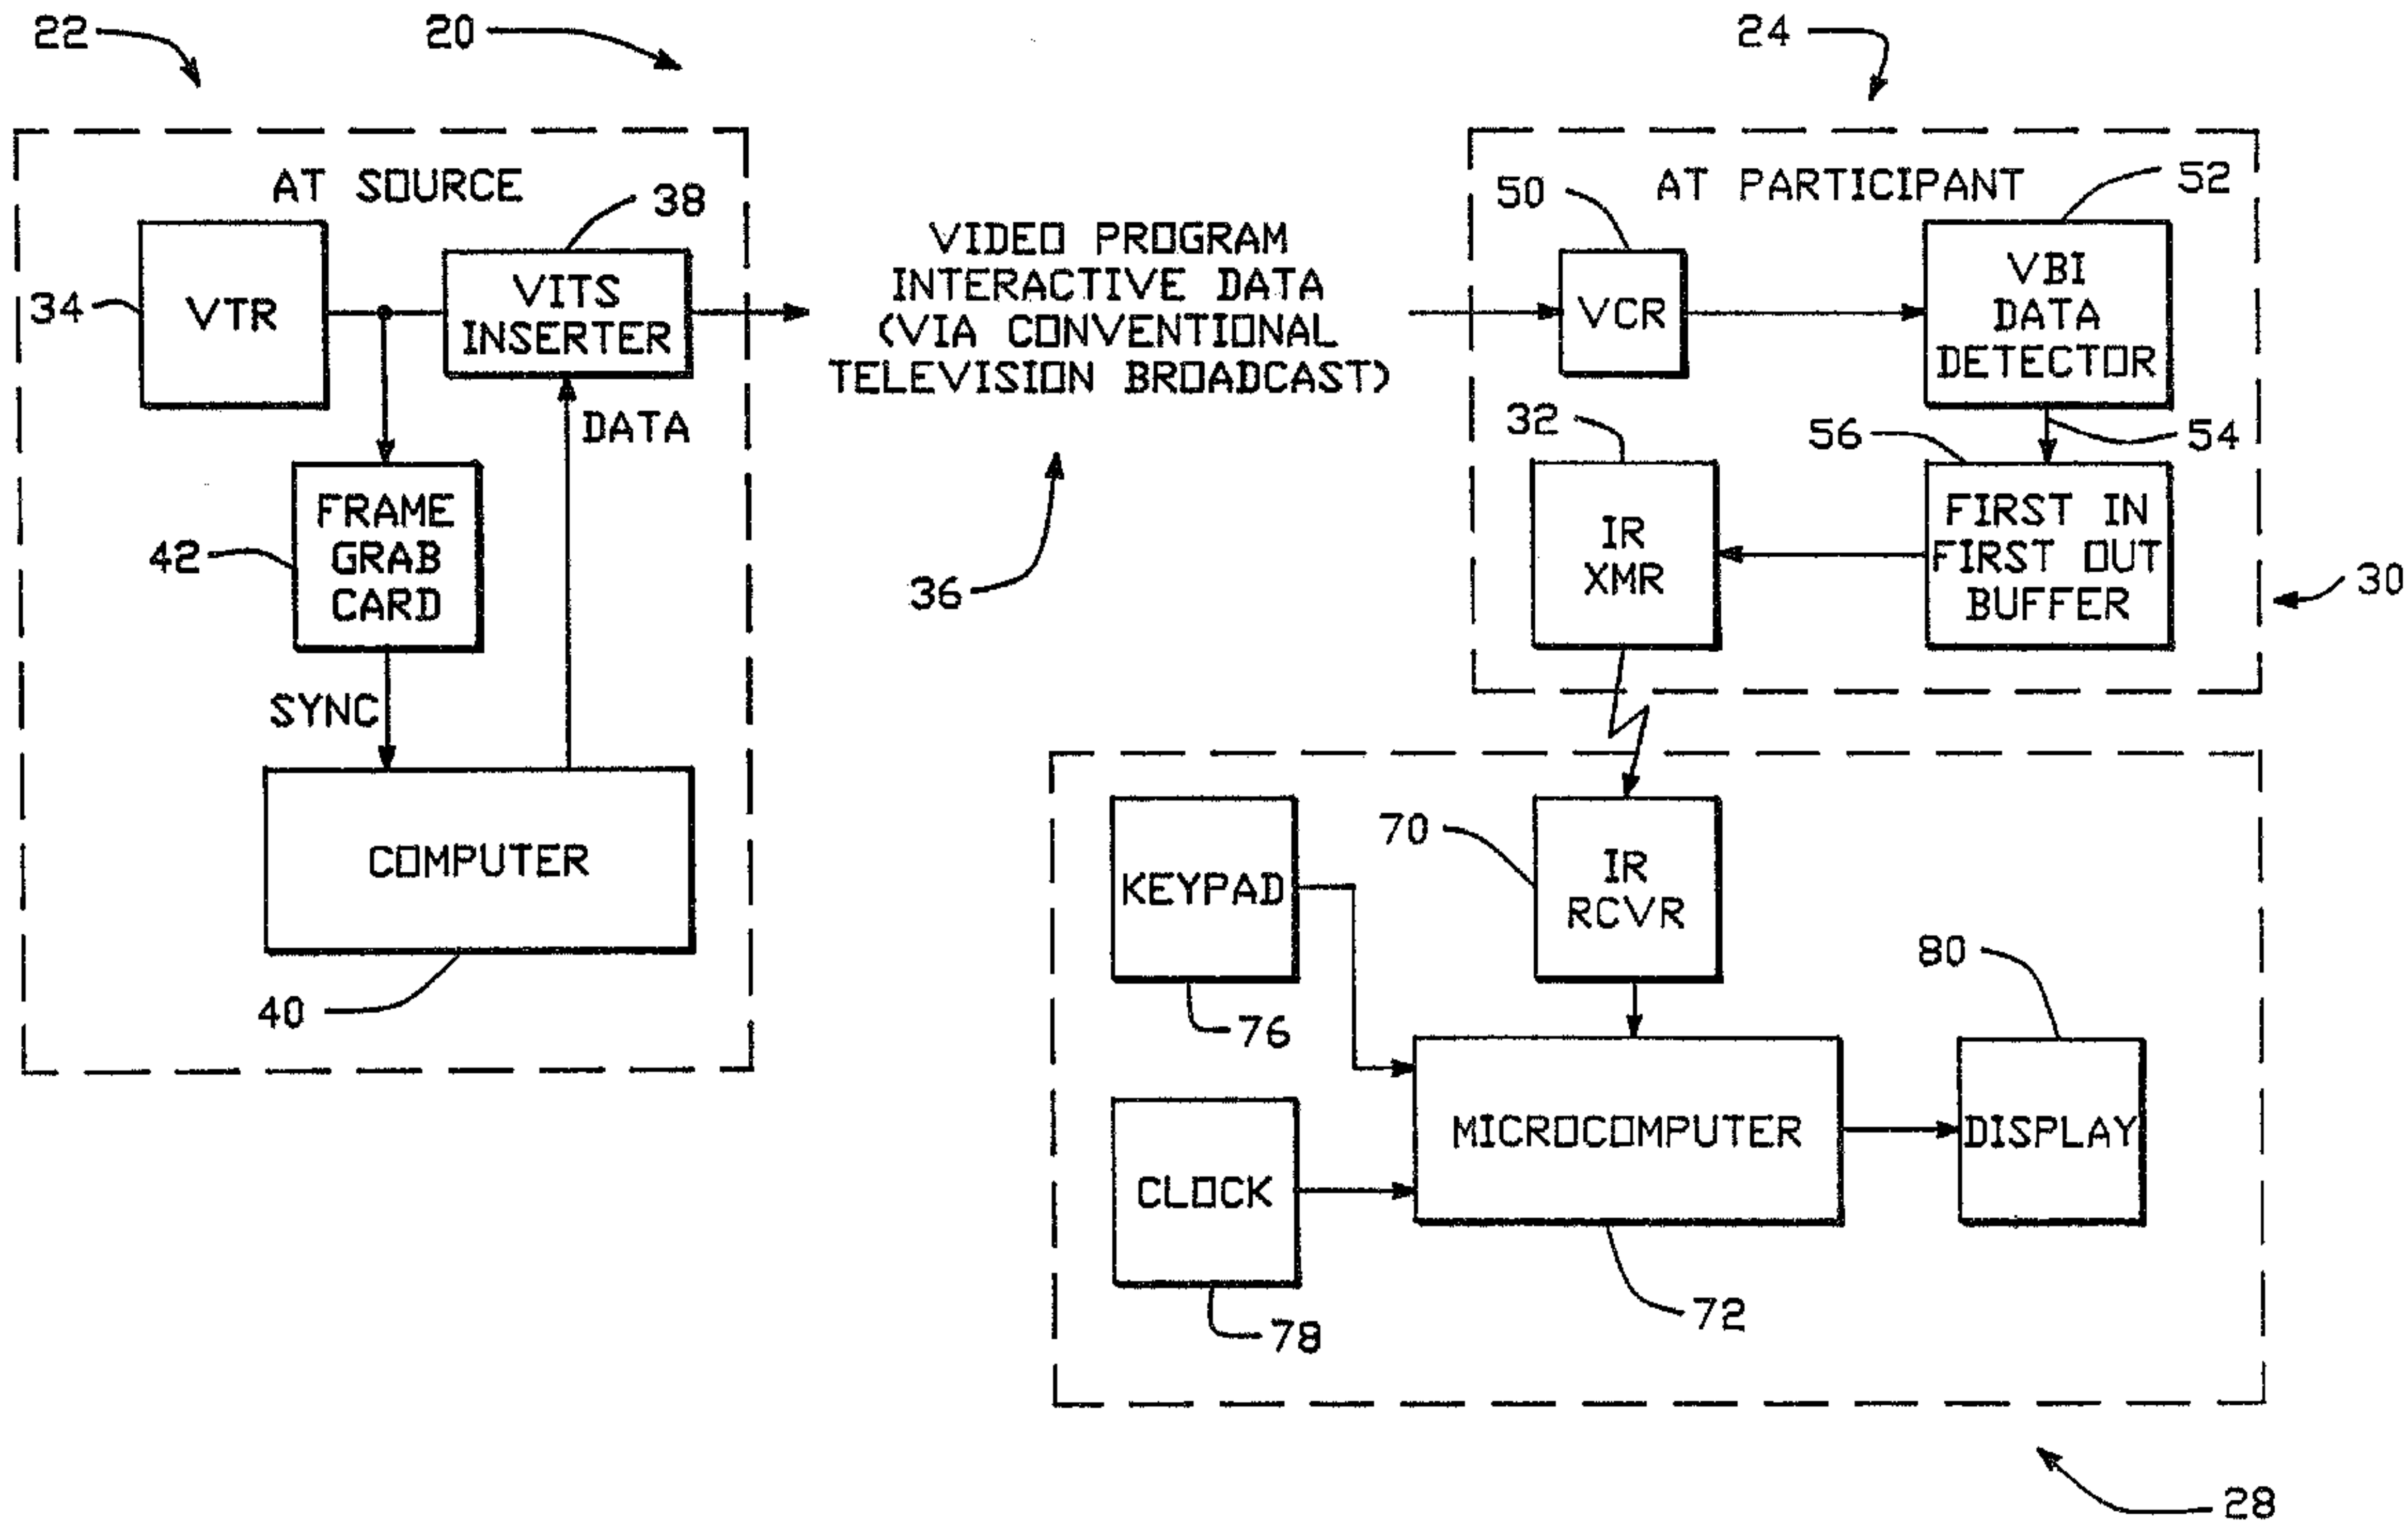 22
20
24
AT SOURCE
38
34
VTR
VITS
INSERTER
DATA
42
FRAME
GRAB
CARD
SYNC
COMPUTER
40
VIDEO PROGRAM
INTERACTIVE DATA
(VIA CONVENTIONAL
TELEVISION BROADCAST)
36
AT PARTICIPANT
50
52
VCR
VBI
DATA
DETECTOR
32
56
54
IR
XMR
FIRST IN
FIRST OUT
BUFFER
30
KEYPAD
76
70
IR
RCVR
80
CLOCK
78
MICROCOMPUTER
72
DISPLAY
28